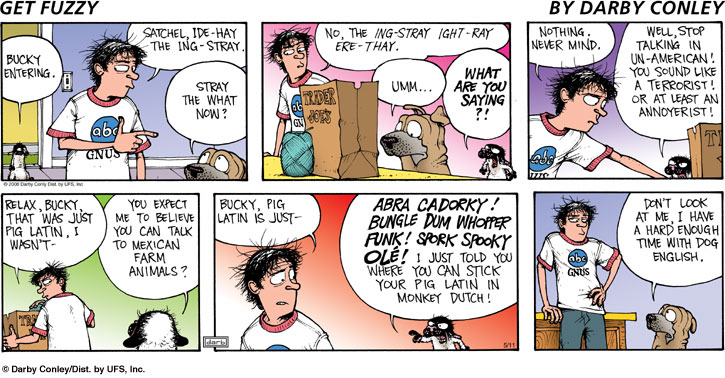 GET FUZZY
BY DARBY CONLEY
BUCKY
ENTERING.
SATCHEL, IDE-HAY
THE ING-STRAY.
STRAY
THE WHAT
NOW?
abc
GNUS
© 2008 Darby Conley Dist. by UFS, Inc.
NO, THE ING-STRAY IGHT-RAY
ERE-THAY.
UMM...
WHAT
ARE YOU
SAYING
?!
abc
GNUS
TRADER
JOE'S
NOTHING.
NEVER MIND.
WELL, STOP
TALKING IN
UN-AMERICAN!
YOU SOUND LIKE
A TERRORIST!
OR AT LEAST AN
ANNOYERIST!
abc
TR
RELAX, BUCKY,
THAT WAS JUST
PIG LATIN, I
WASN'T-
YOU EXPECT
ME TO BELIEVE
YOU CAN TALK
TO MEXICAN
FARM
ANIMALS?
TRA
BUCKY, PIG
LATIN IS JUST-
ABRA CADORKY!
BUNGLE DUM WHOPPER
FUNK! SPORK SPOOKY
OLÉ! I JUST TOLD YOU
WHERE YOU CAN STICK
YOUR PIG LATIN IN
MONKEY DUTCH!
darb
5/11
DON'T LOOK
AT ME, I HAVE
A HARD ENOUGH
TIME WITH DOG
ENGLISH.
abc
GNUS
© Darby Conley/Dist. by UFS, Inc.